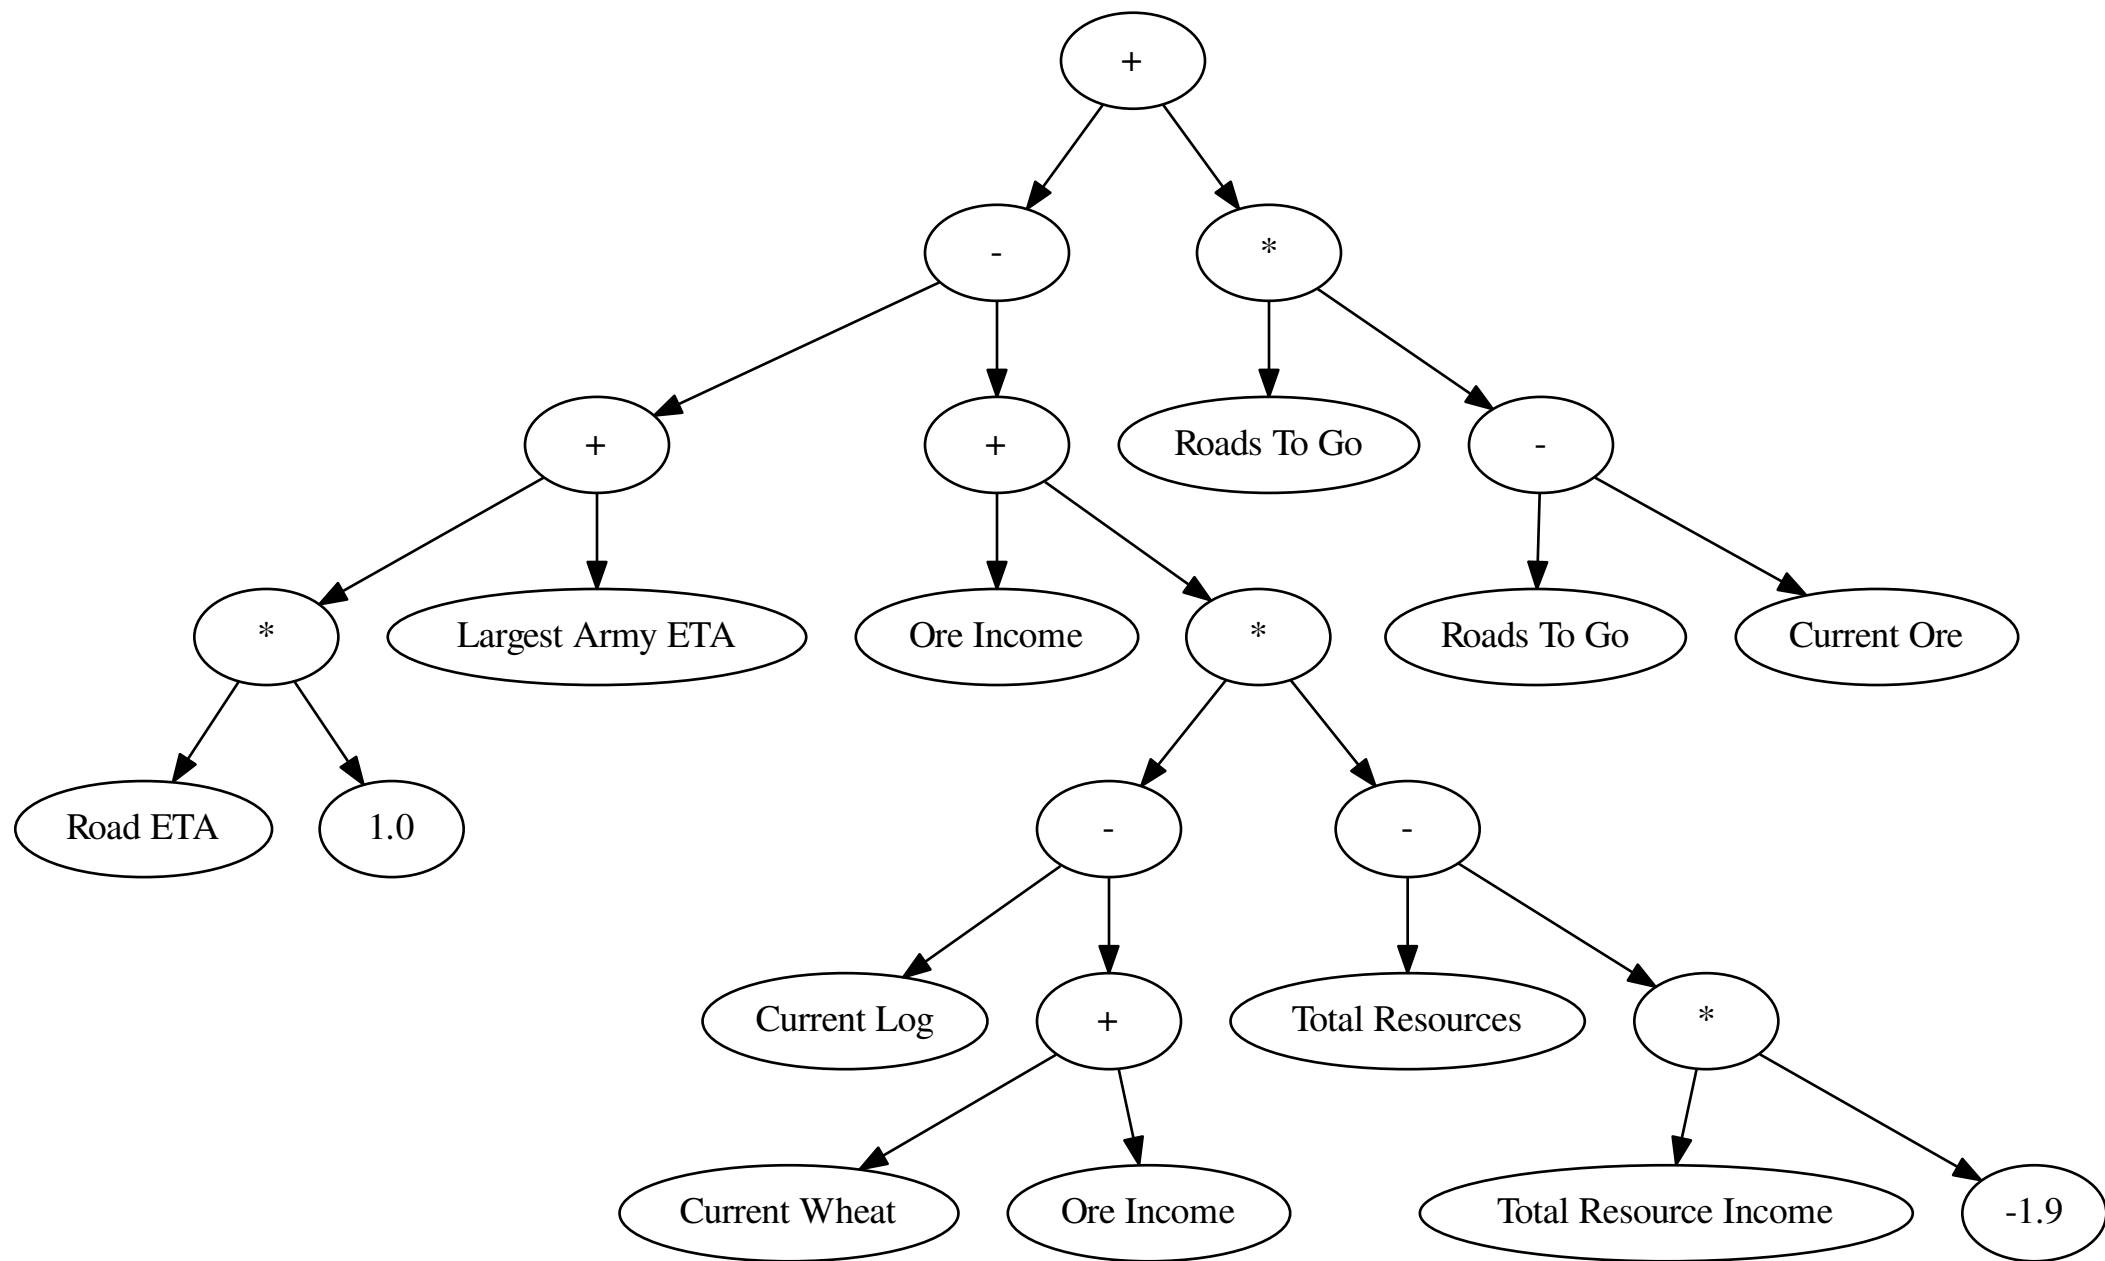 +
-
*
+
+
Roads To Go
-
*
Largest Army ETA
Ore Income
*
Roads To Go
Current Ore
Road ETA
1.0
-
-
Current Log
+
Total Resources
*
Current Wheat
Ore Income
Total Resource Income
-1.9